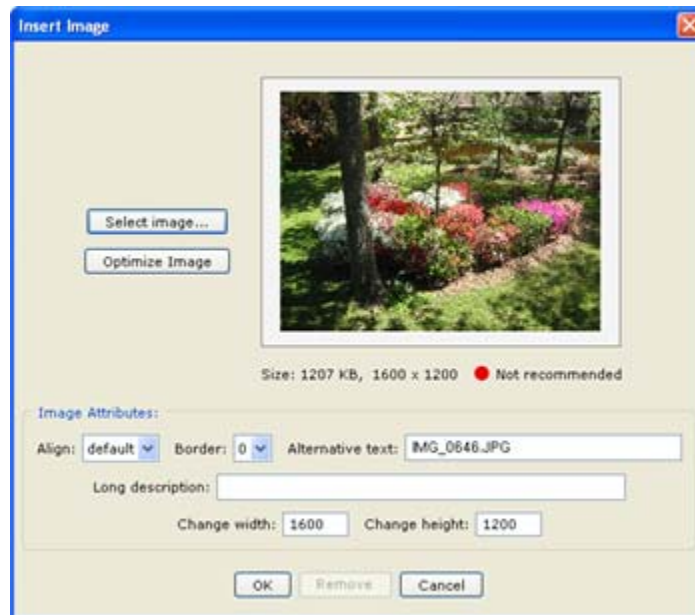 Insert Image
Select image...
Optimize Image
Size: 1207 KB, 1600 x 1200 Not recommended
Image Attributes:
Align: default Border: 0 Alternative text: IMG_0646.JPG
Long description:
Change width: 1600 Change height: 1200
OK Remove Cancel